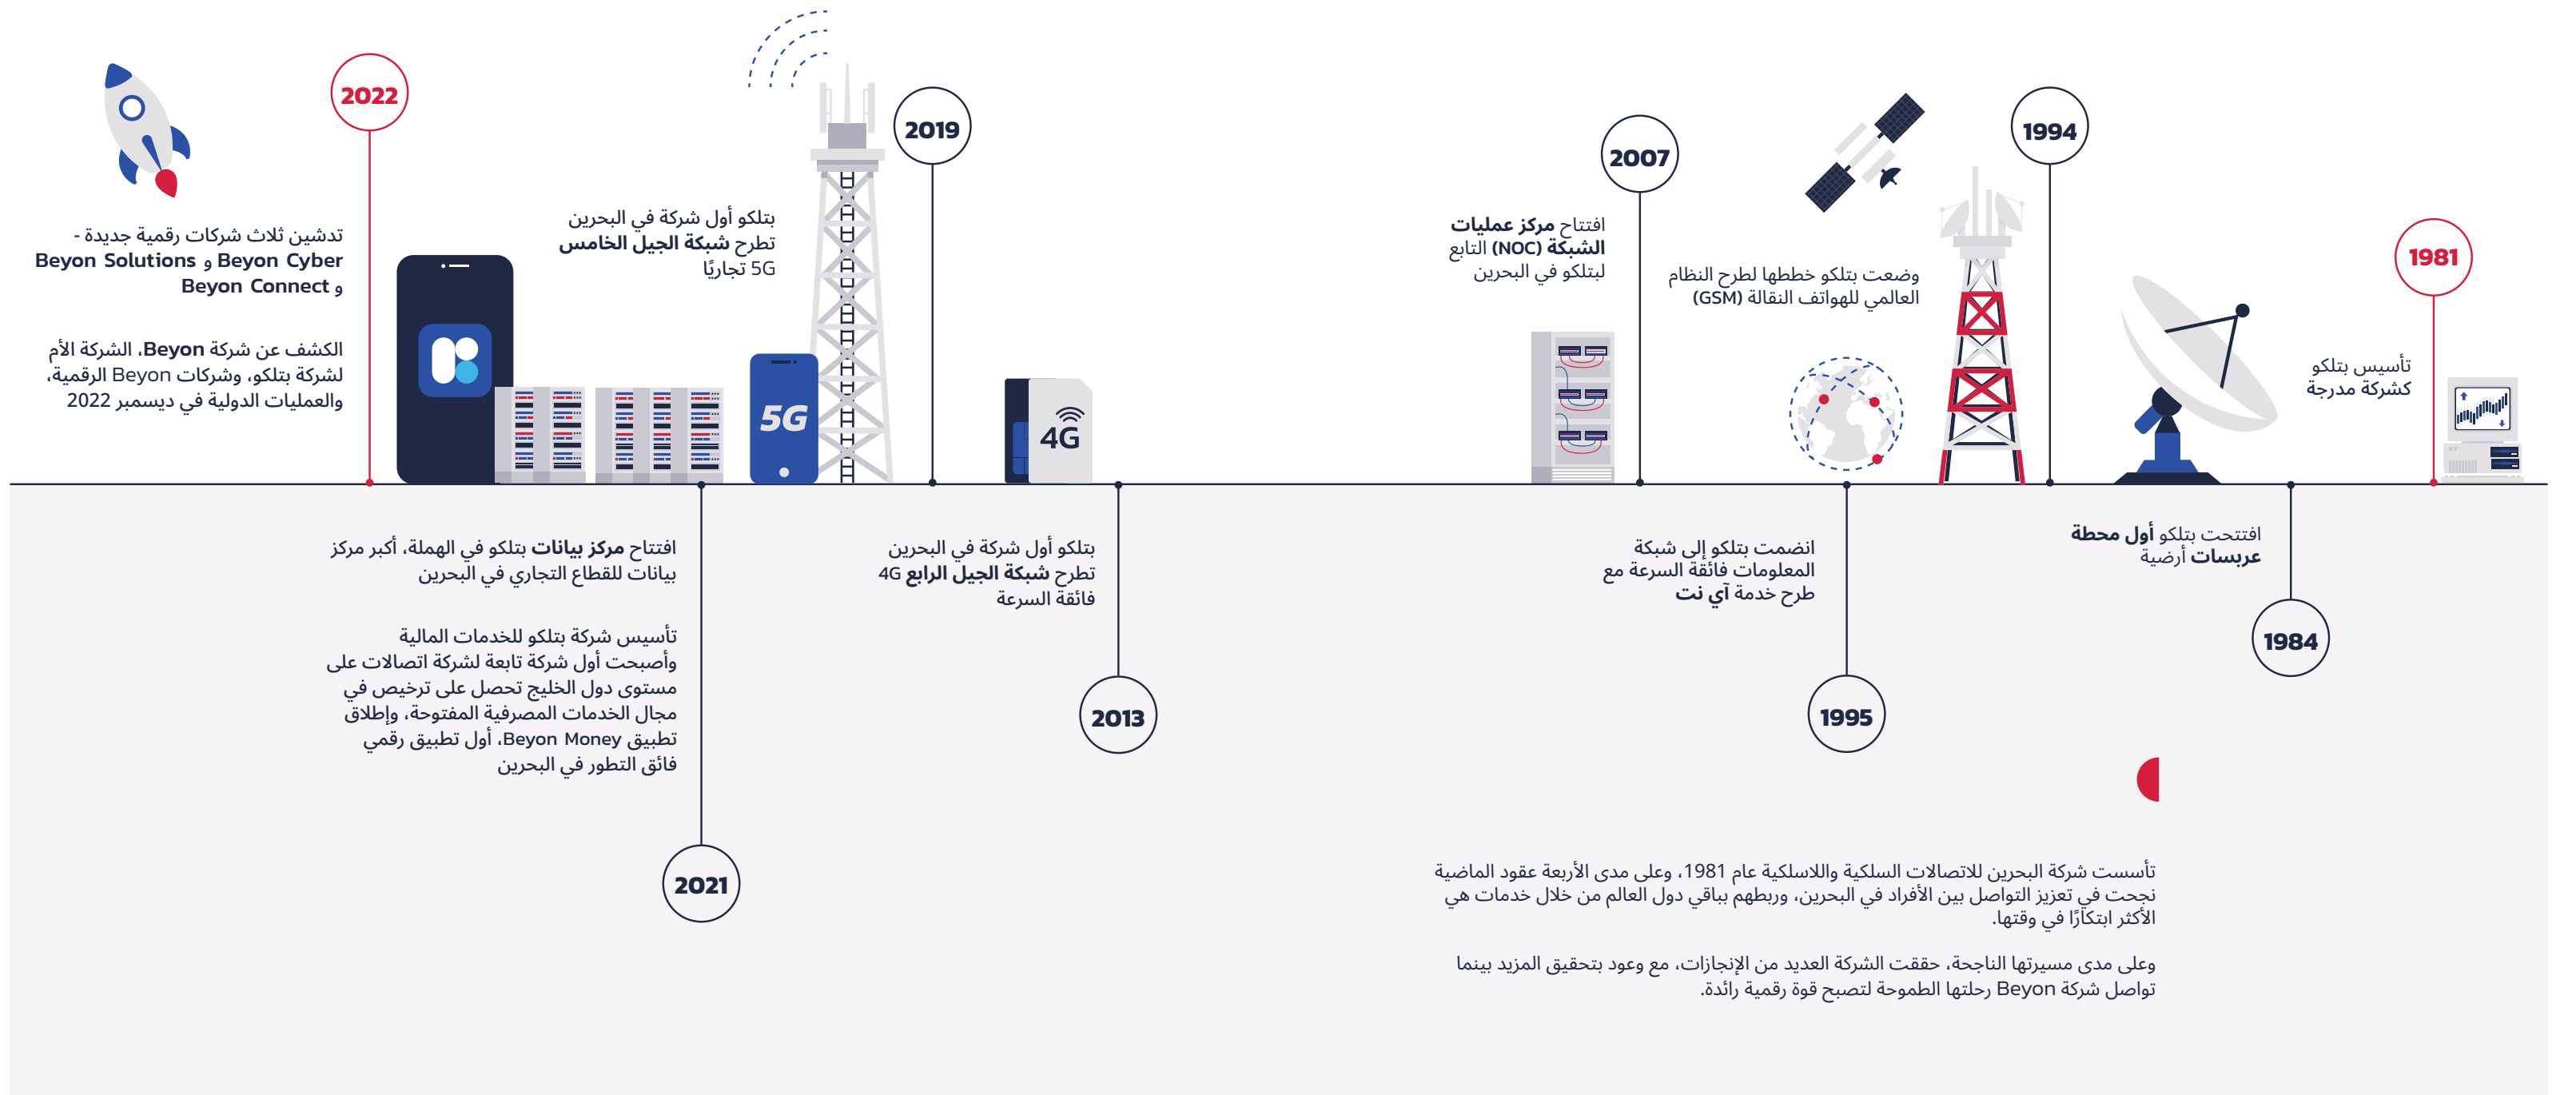 1981
تأسيس بتلكو
كشركة مدرجة
1984
افتتحت بتلكو أول محطة
عربسات أرضية
1994
وضعت بتلكو خططها لطرح النظام
العالمي للهواتف النقالة (GSM)
1995
انضمت بتلكو إلى شبكة
المعلومات فائقة السرعة مع
طرح خدمة آي نت
2007
افتتاح مركز عمليات
الشبكة (NOC) التابع
لبتلكو في البحرين
2013
بتلكو أول شركة في البحرين
تطرح شبكة الجيل الرابع 4G
فائقة السرعة
4G
2019
بتلكو أول شركة في البحرين
تطرح شبكة الجيل الخامس
5G تجاريًا
5G
2021
افتتاح مركز بيانات بتلكو في الهملة، أكبر مركز
بيانات للقطاع التجاري في البحرين
تأسيس شركة بتلكو للخدمات المالية
وأصبحت أول شركة تابعة لشركة اتصالات على
مستوى دول الخليج تحصل على ترخيص في
مجال الخدمات المصرفية المفتوحة، وإطلاق
تطبيق Beyon Money، أول تطبيق رقمي
فائق التطور في البحرين
2022
تدشين ثلاث شركات رقمية جديدة -
Beyon Cyber و Beyon Solutions
و Beyon Connect
الكشف عن شركة Beyon، الشركة الأم
لشركة بتلكو، وشركات Beyon الرقمية،
والعمليات الدولية في ديسمبر 2022
تأسست شركة البحرين للاتصالات السلكية واللاسلكية عام 1981، وعلى مدى الأربعة عقود الماضية
نجحت في تعزيز التواصل بين الأفراد في البحرين، وربطهم بباقي دول العالم من خلال خدمات هي
الأكثر ابتكارًا في وقتها.
وعلى مدى مسيرتها الناجحة، حققت الشركة العديد من الإنجازات، مع وعود بتحقيق المزيد بينما
تواصل شركة Beyon رحلتها الطموحة لتصبح قوة رقمية رائدة.